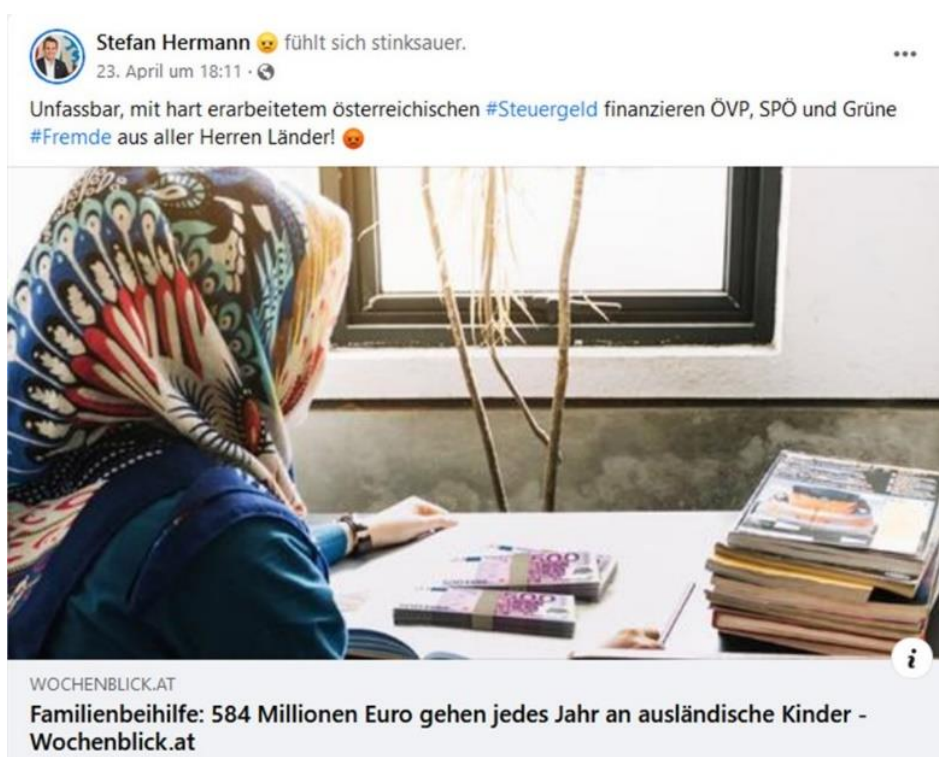 Stefan Hermann 😠 fühlt sich stinksauer.
23. April um 18:11 ·
Unfassbar, mit hart erarbeitetem österreichischen #Steuergeld finanzieren ÖVP, SPÖ und Grüne
#Fremde aus aller Herren Länder! 😡
500
500
i
WOCHENBLICK.AT
Familienbeihilfe: 584 Millionen Euro gehen jedes Jahr an ausländische Kinder -
Wochenblick.at